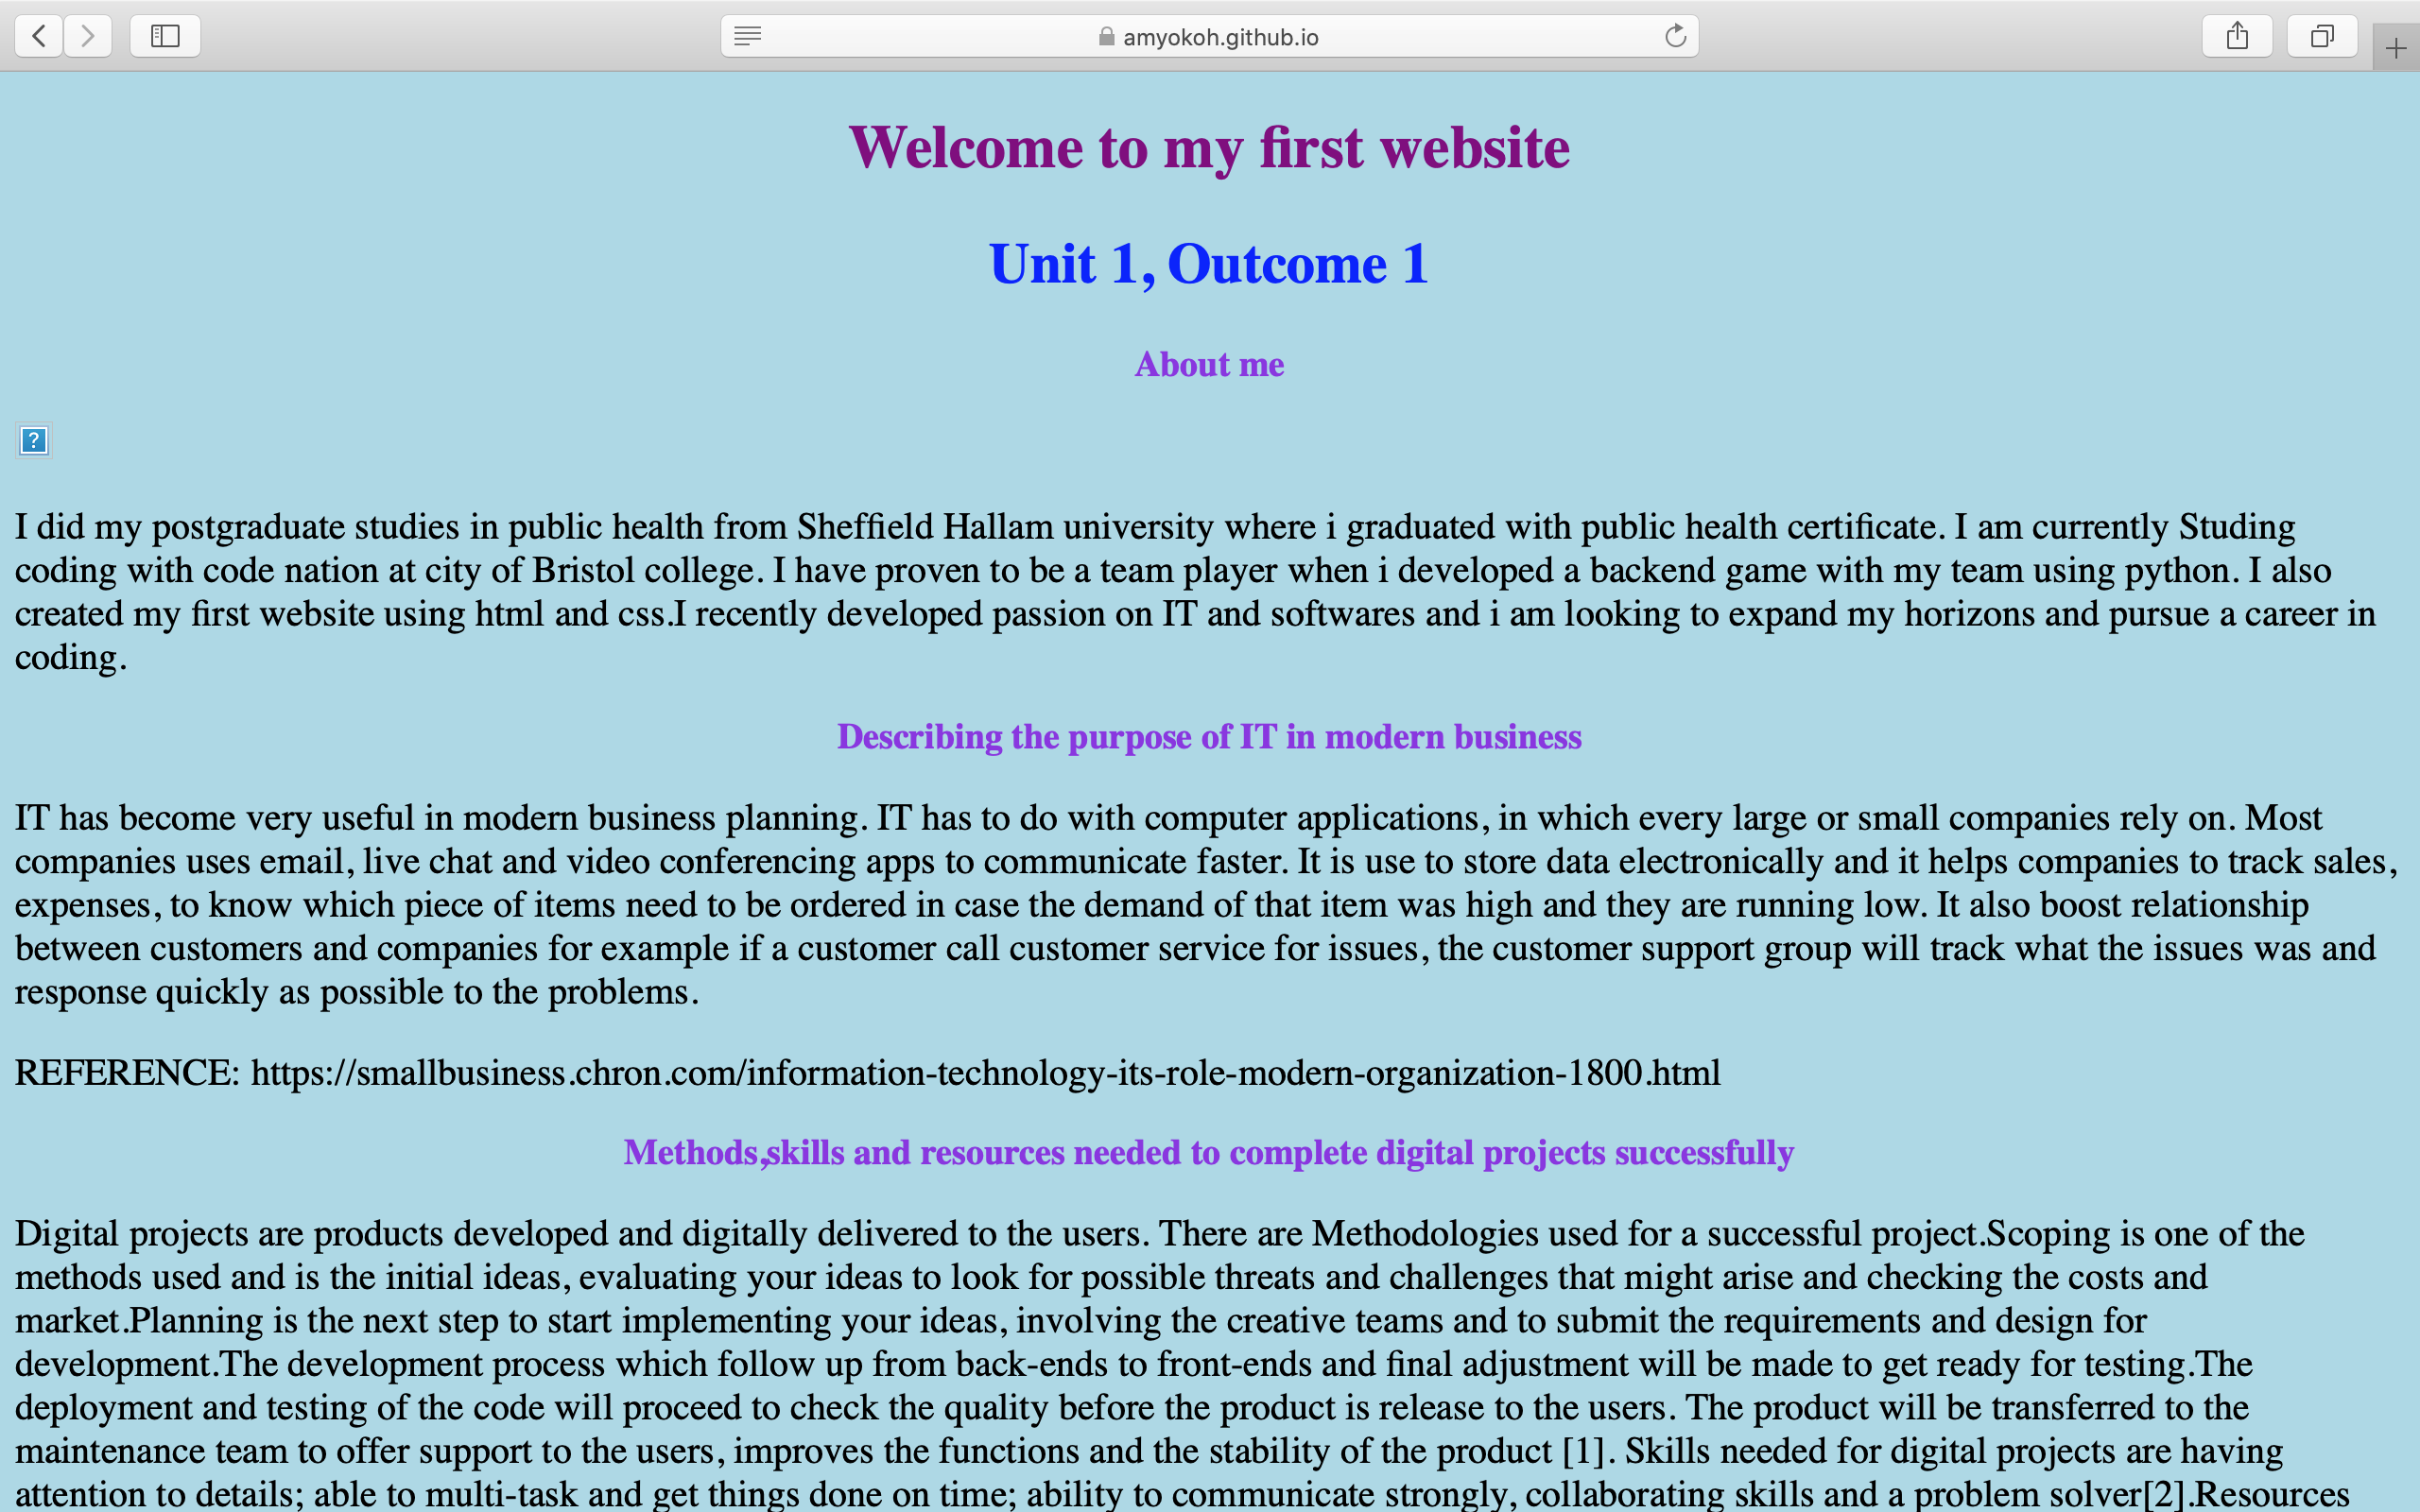 amyokoh.github.io
Welcome to my first website
Unit 1, Outcome 1
About me
?
I did my postgraduate studies in public health from Sheffield Hallam university where i graduated with public health certificate. I am currently Studing
coding with code nation at city of Bristol college. I have proven to be a team player when i developed a backend game with my team using python. I also
created my first website using html and css.I recently developed passion on IT and softwares and i am looking to expand my horizons and pursue a career in
coding.
Describing the purpose of IT in modern business
IT has become very useful in modern business planning. IT has to do with computer applications, in which every large or small companies rely on. Most
companies uses email, live chat and video conferencing apps to communicate faster. It is use to store data electronically and it helps companies to track sales,
expenses, to know which piece of items need to be ordered in case the demand of that item was high and they are running low. It also boost relationship
between customers and companies for example if a customer call customer service for issues, the customer support group will track what the issues was and
response quickly as possible to the problems.
REFERENCE: https://smallbusiness.chron.com/information-technology-its-role-modern-organization-1800.html
Methods,skills and resources needed to complete digital projects successfully
Digital projects are products developed and digitally delivered to the users. There are Methodologies used for a successful project.Scoping is one of the
methods used and is the initial ideas, evaluating your ideas to look for possible threats and challenges that might arise and checking the costs and
market.Planning is the next step to start implementing your ideas, involving the creative teams and to submit the requirements and design for
development.The development process which follow up from back-ends to front-ends and final adjustment will be made to get ready for testing.The
deployment and testing of the code will proceed to check the quality before the product is release to the users. The product will be transferred to the
maintenance team to offer support to the users, improves the functions and the stability of the product [1]. Skills needed for digital projects are having
attention to details; able to multi-task and get things done on time; ability to communicate strongly, collaborating skills and a problem solver[2].Resources